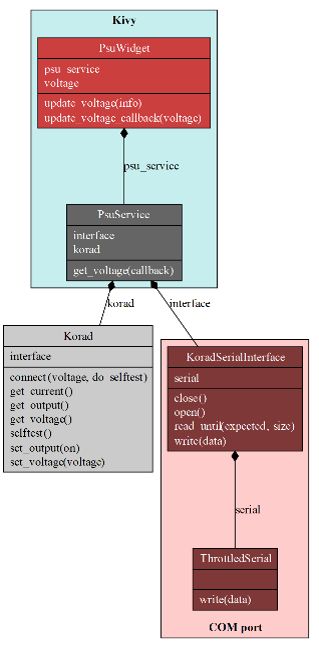 Kivy
PsuWidget
psu_service
voltage
update_voltage(info)
update_voltage_callback(voltage)
psu_service
PsuService
interface
korad
get_voltage(callback)
korad
interface
Korad
interface
connect(voltage, do_selftest)
get_current()
get_output()
get_voltage()
selftest()
set_output(on)
set_voltage(voltage)
KoradSerialInterface
serial
close()
open()
read_until(expected, size)
write(data)
serial
ThrottledSerial
write(data)
COM port